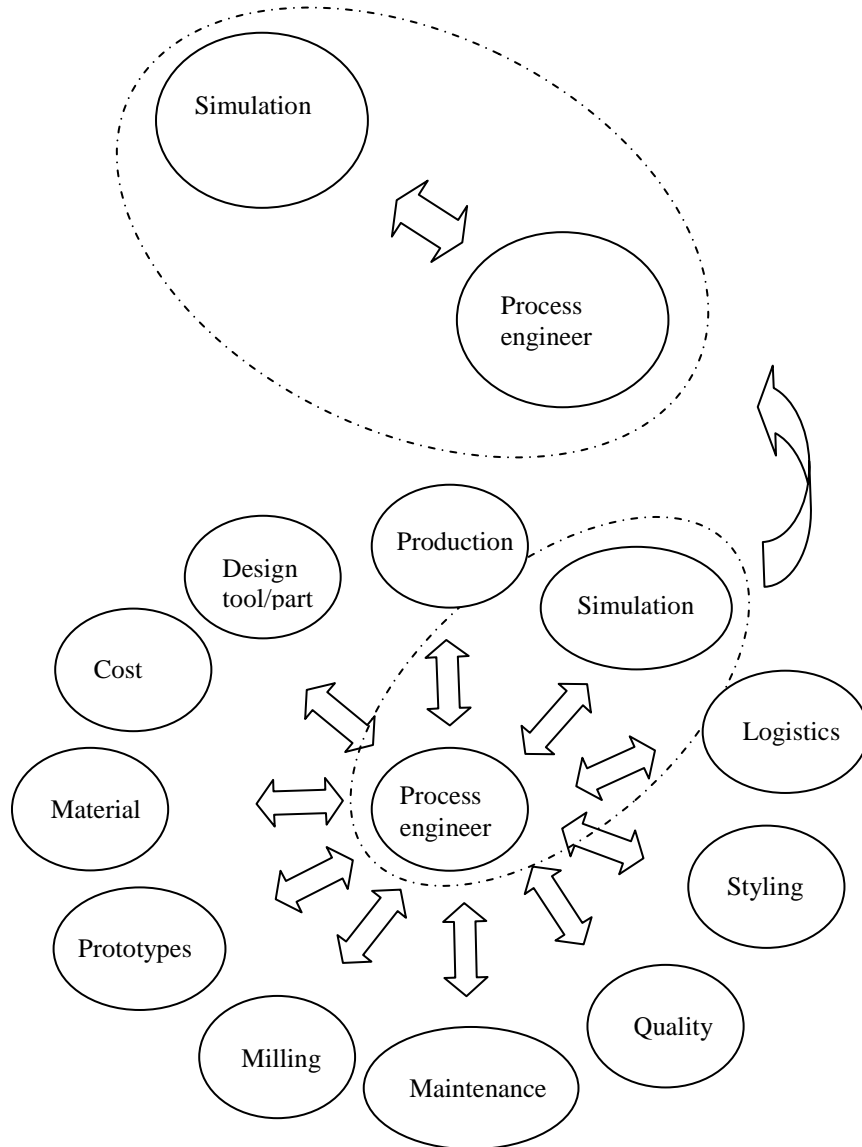 Simulation
Process
engineer
Production
Design
tool/part
Simulation
Cost
Logistics
Material
Process
engineer
Styling
Prototypes
Quality
Milling
Maintenance